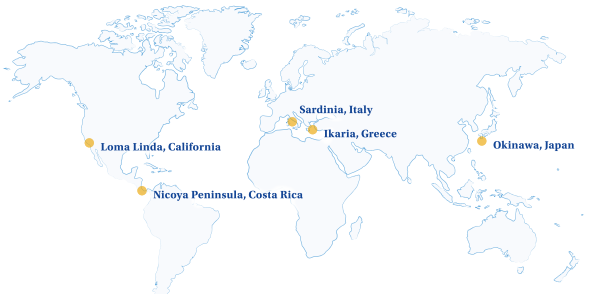 Sardinia, Italy
Ikaria, Greece
Loma Linda, California
Okinawa, Japan
Nicoya Peninsula, Costa Rica